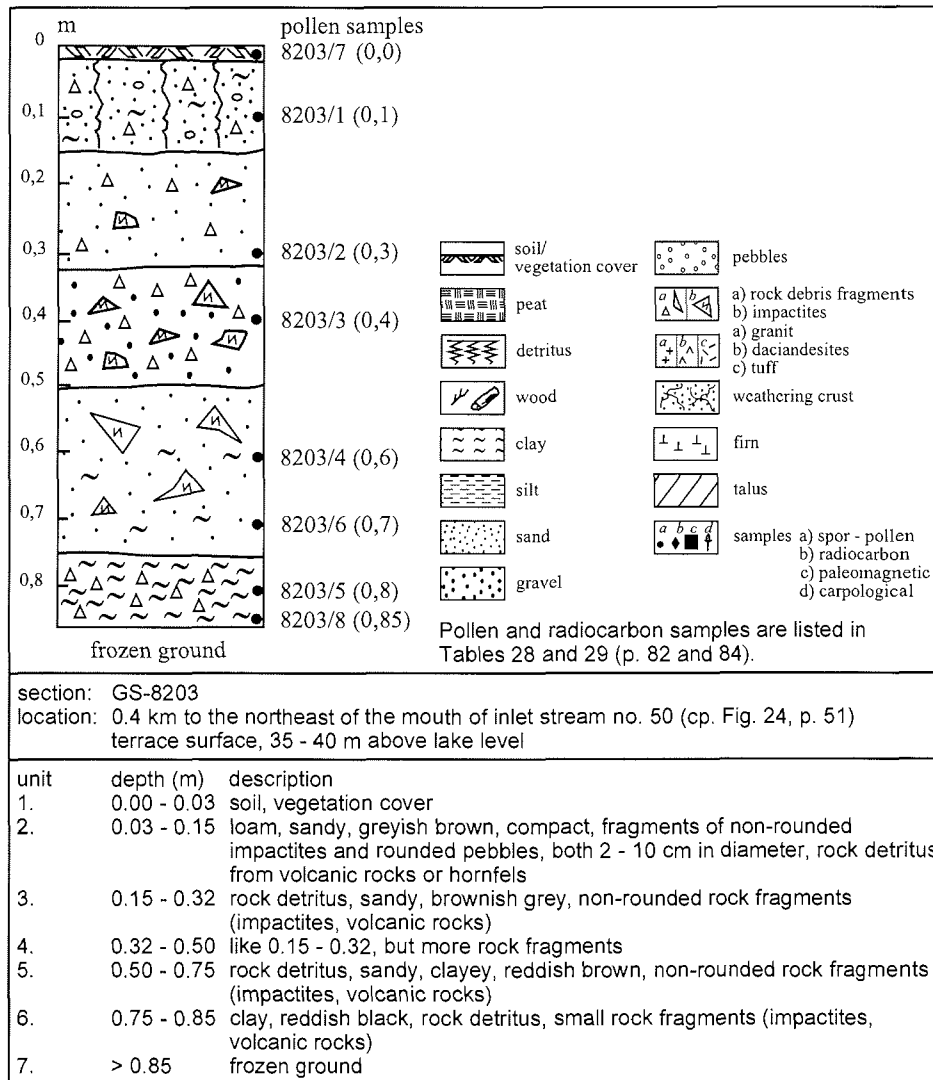 m
pollen samples
0
8203/7 (0,0)
0,1
8203/1 (0,1)
0,2
0,3
8203/2 (0,3)
0,4
8203/3 (0,4)
0,5
0,6
8203/4 (0,6)
0,7
8203/6 (0,7)
0,8
8203/5 (0,8)
8203/8 (0,85)
frozen ground
soil/
vegetation cover
peat
detritus
wood
clay
silt
sand
gravel
pebbles
a b
a) rock debris fragments
b) impactites
a b c
a) granit
b) daciandesites
c) tuff
weathering crust
firn
talus
a b c d
samples a) spor - pollen
b) radiocarbon
c) paleomagnetic
d) carpological
Pollen and radiocarbon samples are listed in
Tables 28 and 29 (p. 82 and 84).
section: GS-8203
location: 0.4 km to the northeast of the mouth of inlet stream no. 50 (cp. Fig. 24, p. 51)
terrace surface, 35 - 40 m above lake level
unit depth (m) description
1. 0.00 - 0.03 soil, vegetation cover
2. 0.03 - 0.15 loam, sandy, greyish brown, compact, fragments of non-rounded
impactites and rounded pebbles, both 2 - 10 cm in diameter, rock detritus
from volcanic rocks or hornfels
3. 0.15 - 0.32 rock detritus, sandy, brownish grey, non-rounded rock fragments
(impactites, volcanic rocks)
4. 0.32 - 0.50 like 0.15 - 0.32, but more rock fragments
5. 0.50 - 0.75 rock detritus, sandy, clayey, reddish brown, non-rounded rock fragments
(impactites, volcanic rocks)
6. 0.75 - 0.85 clay, reddish black, rock detritus, small rock fragments (impactites,
volcanic rocks)
7. > 0.85 frozen ground